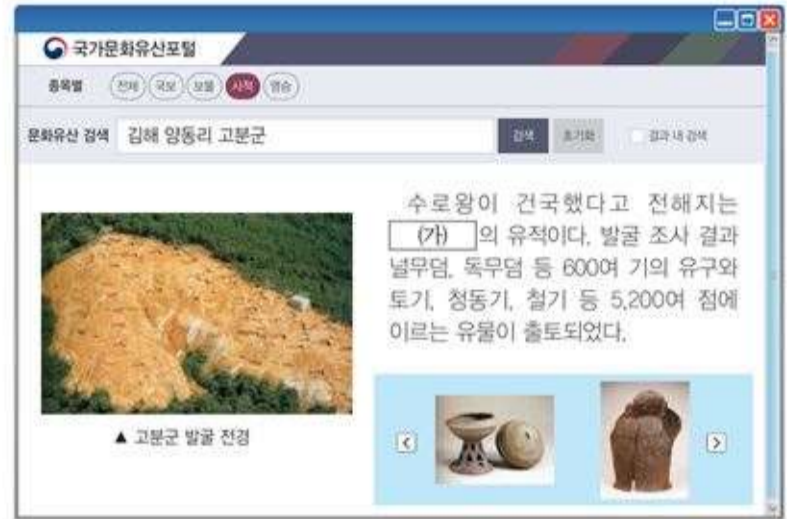 국가문화유산포털
종목별 전체 국보 보물 사적 명승
문화유산 검색 김해 양동리 고분군 검색 초기화 결과 내 검색
수로왕이 건국했다고 전해지는
(가) 의 유적이다. 발굴 조사 결과
널무덤, 독무덤 등 600여 기의 유구와
토기, 청동기, 철기 등 5,200여 점에
이르는 유물이 출토되었다.
▲ 고분군 발굴 전경